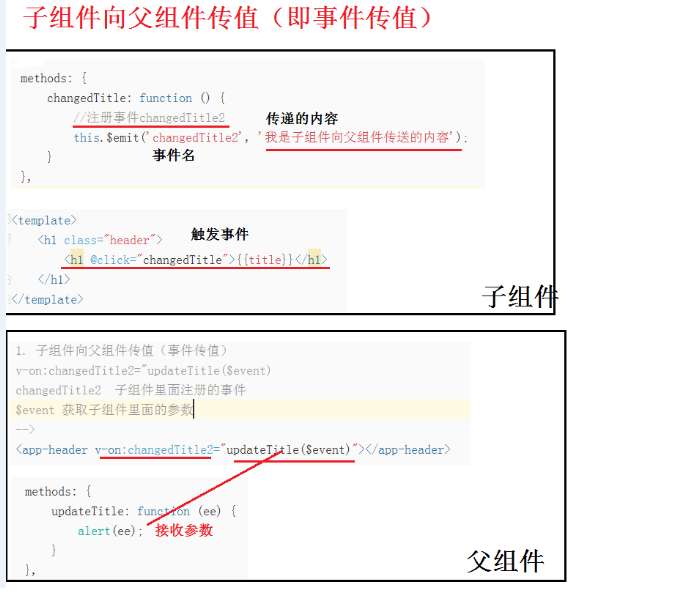 子组件向父组件传值（即事件传值）
methods: {
changedTitle: function () {
//注册事件changedTitle2
传递的内容
this.$emit('changedTitle2', '我是子组件向父组件传送的内容');
}
事件名
},
<template>
<h1 class="header">
触发事件
<h1 @click="changedTitle">{{title}}</h1>
</h1>
</template>
子组件
1. 子组件向父组件传值（事件传值）
v-on:changedTitle2="updateTitle($event)
changedTitle2 子组件里面注册的事件
$event 获取子组件里面的参数
-->
<app-header v-on:changedTitle2="updateTitle($event)"></app-header>
methods: {
updateTitle: function (ee) {
alert(ee);
接收参数
}
},
父组件